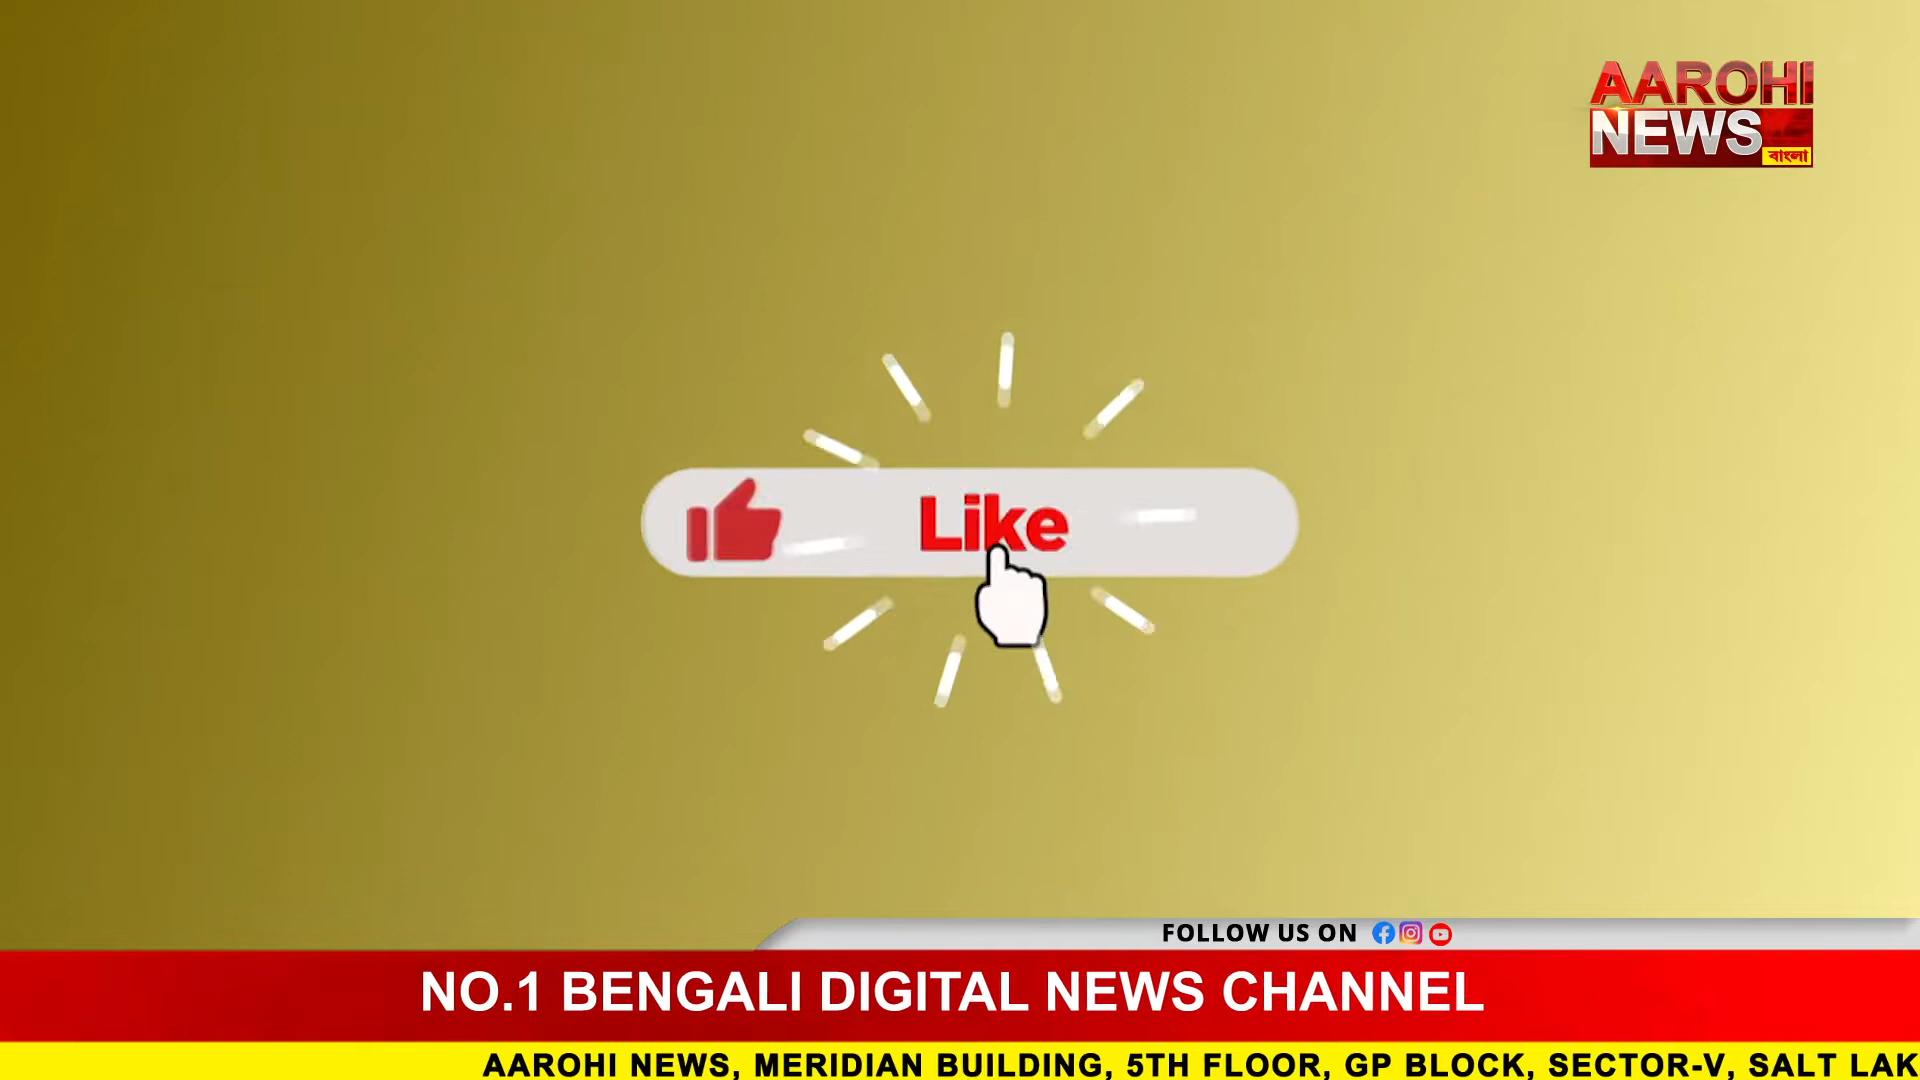 AAROHI
NEWS
বাংলা
Like
FOLLOW US ON
NO.1 BENGALI DIGITAL NEWS CHANNEL
AAROHI NEWS, MERIDIAN BUILDING, 5TH FLOOR, GP BLOCK, SECTOR-V, SALT LAK